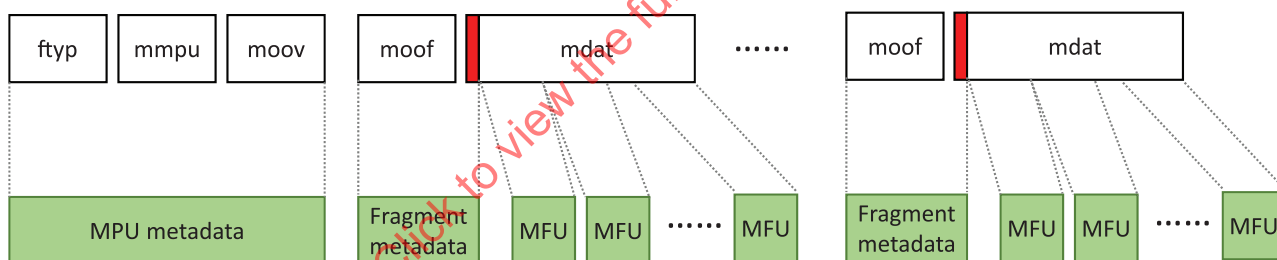 ftyp mmpu moov moof mdat ...... moof mdat
Click to view the fu
MPU metadata Fragment metadata MFU MFU ...... MFU Fragment metadata MFU MFU ...... MFU